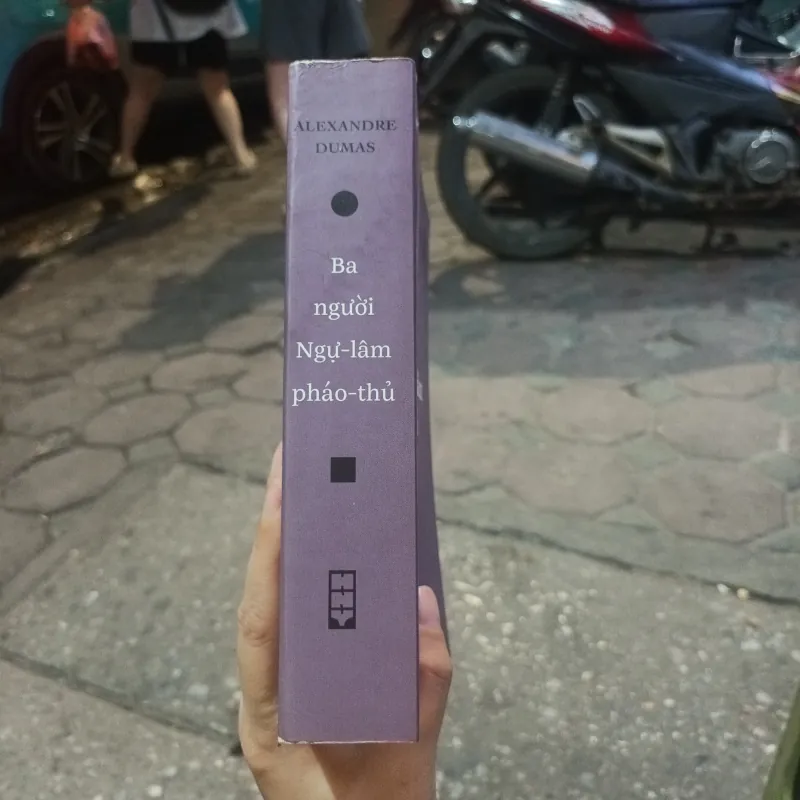 ALEXANDRE
DUMAS
Ba
người
Ngự-lâm
pháo-thủ